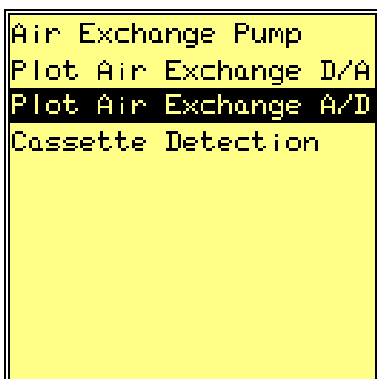 Air Exchange Pump
Plot Air Exchange D/A
Plot Air Exchange A/D
Cassette Detection